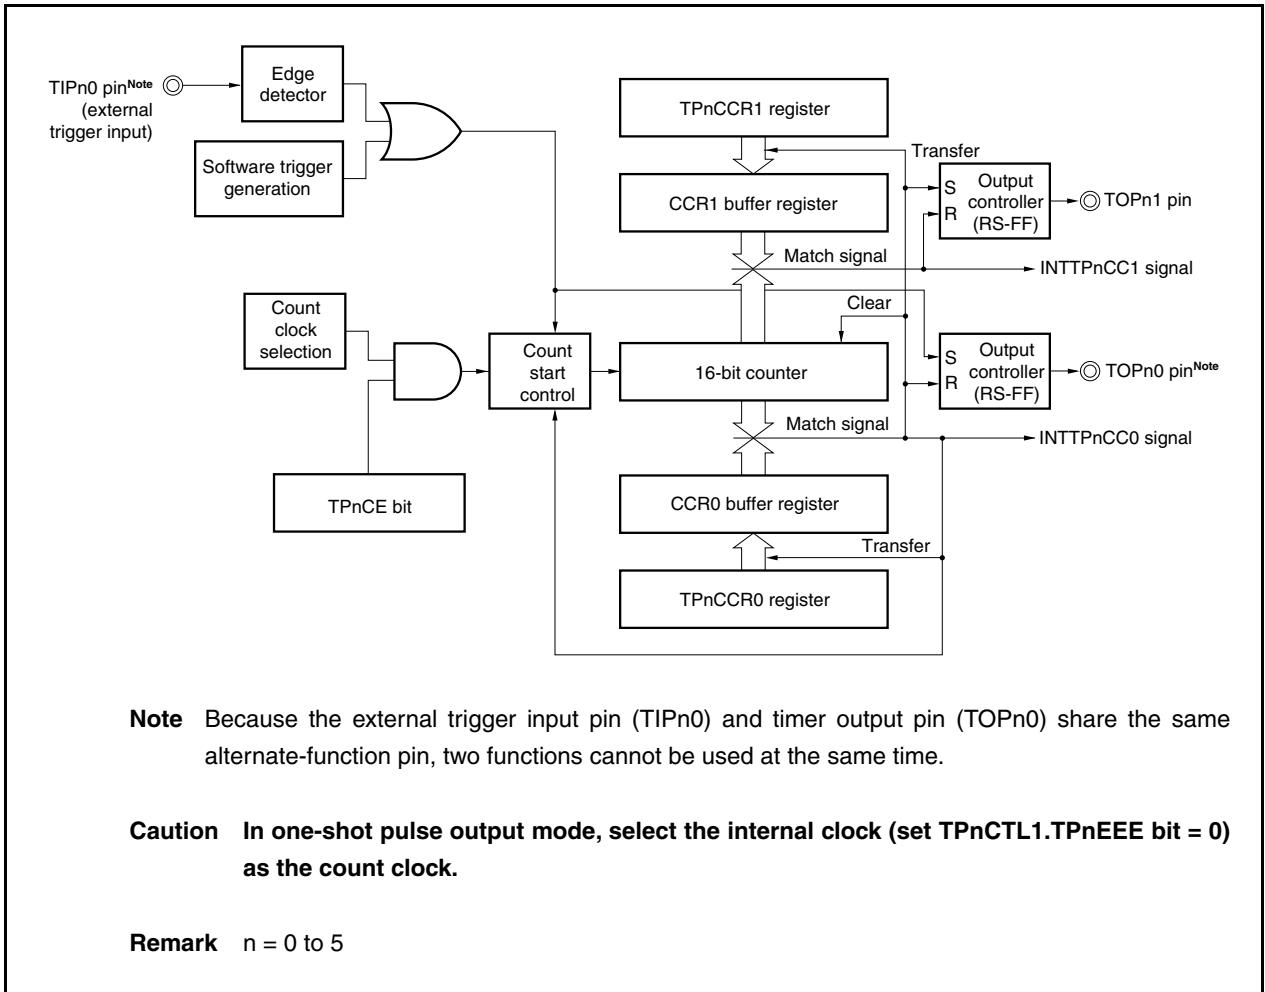 TIPn0 pinNote
(external
trigger input)
Edge
detector
Software trigger
generation
TPnCCR1 register
Transfer
CCR1 buffer register
S
R
Output
controller
(RS-FF)
TOPn1 pin
Match signal
INTTPnCC1 signal
Count
clock
selection
Clear
Count
start
control
16-bit counter
S
R
Output
controller
(RS-FF)
TOPn0 pinNote
Match signal
INTTPnCC0 signal
TPnCE bit
CCR0 buffer register
Transfer
TPnCCR0 register
Note Because the external trigger input pin (TIPn0) and timer output pin (TOPn0) share the same
alternate-function pin, two functions cannot be used at the same time.
Caution In one-shot pulse output mode, select the internal clock (set TPnCTL1.TPnEEE bit = 0)
as the count clock.
Remark n = 0 to 5